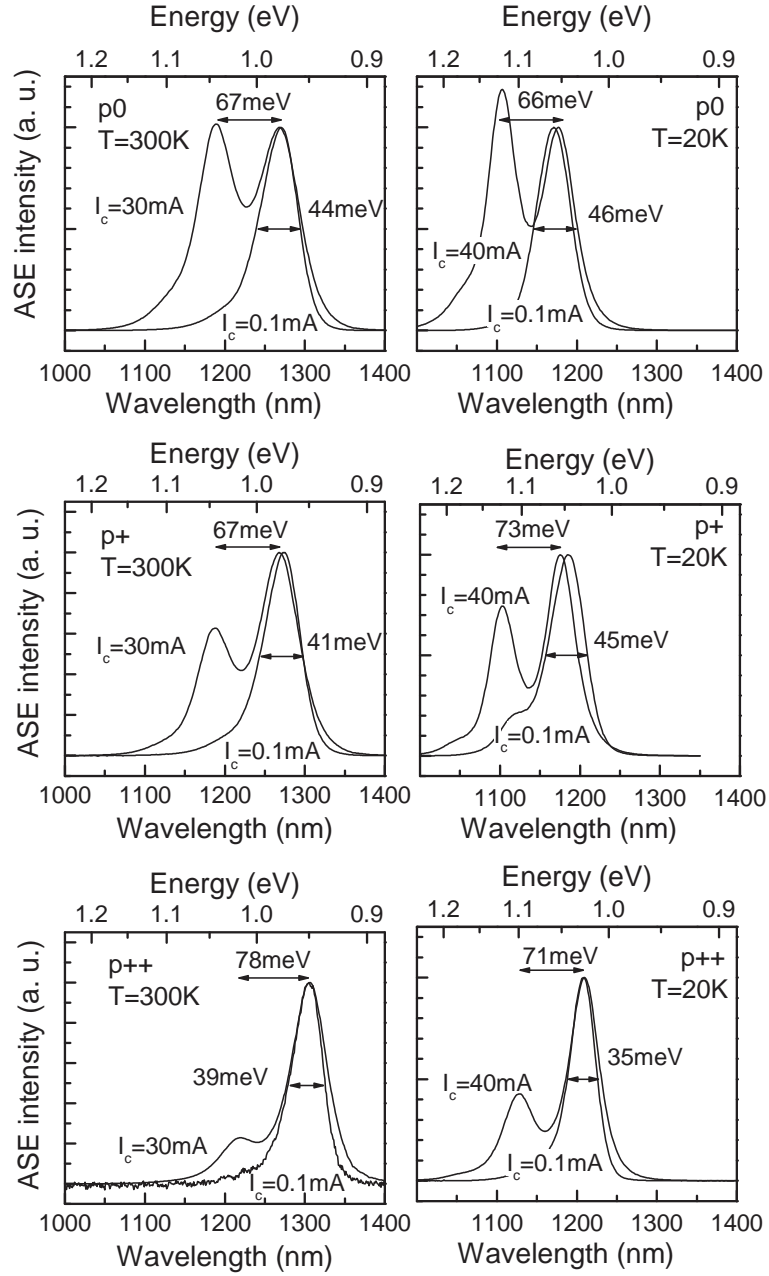 Energy (eV)
1.2 1.1 1.0 0.9
ASE intensity (a. u.)
p0
T=300K
67meV
I_c=30mA
44meV
I_c=0.1mA
1000 1100 1200 1300 1400
Wavelength (nm)
Energy (eV)
1.2 1.1 1.0 0.9
66meV
p0
T=20K
46meV
I_c=40mA
I_c=0.1mA
1100 1200 1300 1400
Wavelength (nm)
Energy (eV)
1.2 1.1 1.0 0.9
ASE intensity (a. u.)
p+
T=300K
67meV
I_c=30mA
41meV
I_c=0.1mA
1000 1100 1200 1300 1400
Wavelength (nm)
Energy (eV)
1.2 1.1 1.0 0.9
73meV
p+
T=20K
I_c=40mA
45meV
I_c=0.1mA
1100 1200 1300 1400
Wavelength (nm)
Energy (eV)
1.2 1.1 1.0 0.9
ASE intensity (a. u.)
p++
T=300K
78meV
39meV
I_c=30mA
I_c=0.1mA
1000 1100 1200 1300 1400
Wavelength (nm)
Energy (eV)
1.2 1.1 1.0 0.9
71meV
p++
T=20K
35meV
I_c=40mA
I_c=0.1mA
1100 1200 1300 1400
Wavelength (nm)